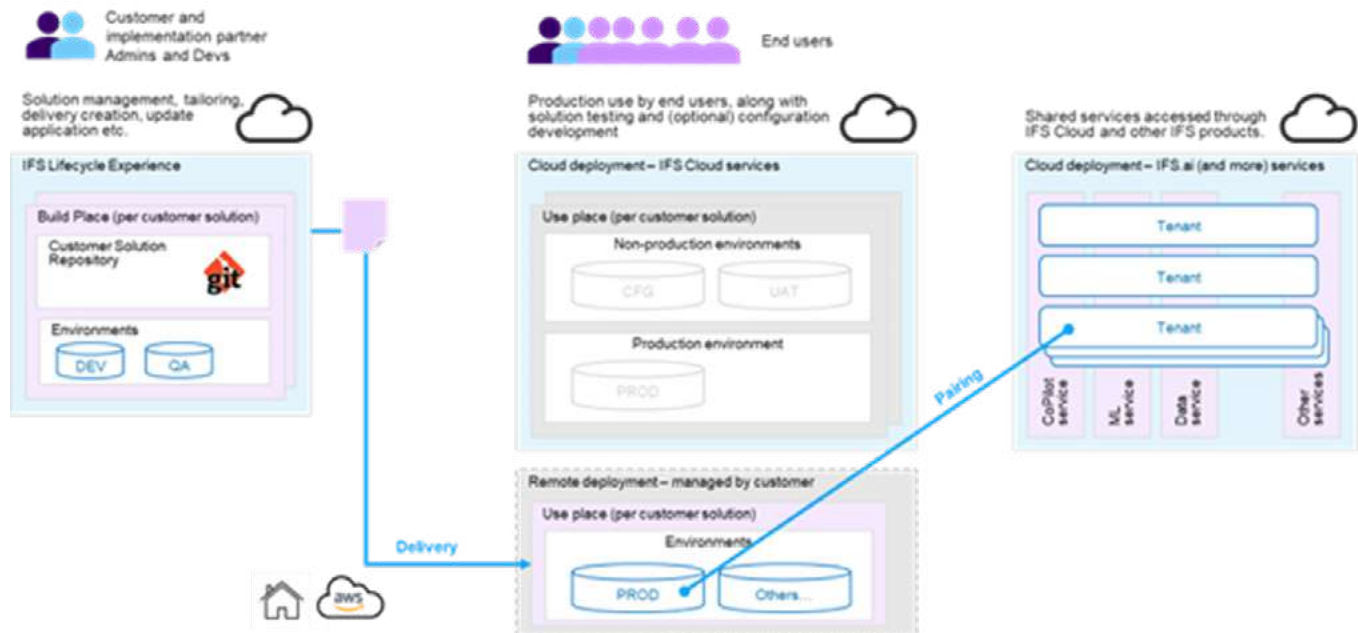 Customer and
implementation partner
Admins and Devs
End users
Solution management, tailoring,
delivery creation, update
application etc.
Production use by end users, along with
solution testing and (optional) configuration
development
Shared services accessed through
IFS Cloud and other IFS products.
IFS Lifecycle Experience
Build Place (per customer solution)
Customer Solution
Repository
git
Environments
DEV
QA
Cloud deployment – IFS Cloud services
Use place (per customer solution)
Non-production environments
CFG
UAT
Production environment
PROD
Cloud deployment – IFS.ai (and more) services
Tenant
Tenant
Tenant
CoPilot
service
ML
service
Data
service
Other
services
Pairing
Remote deployment – managed by customer
Use place (per customer solution)
Environments
PROD
Others...
Delivery
aws